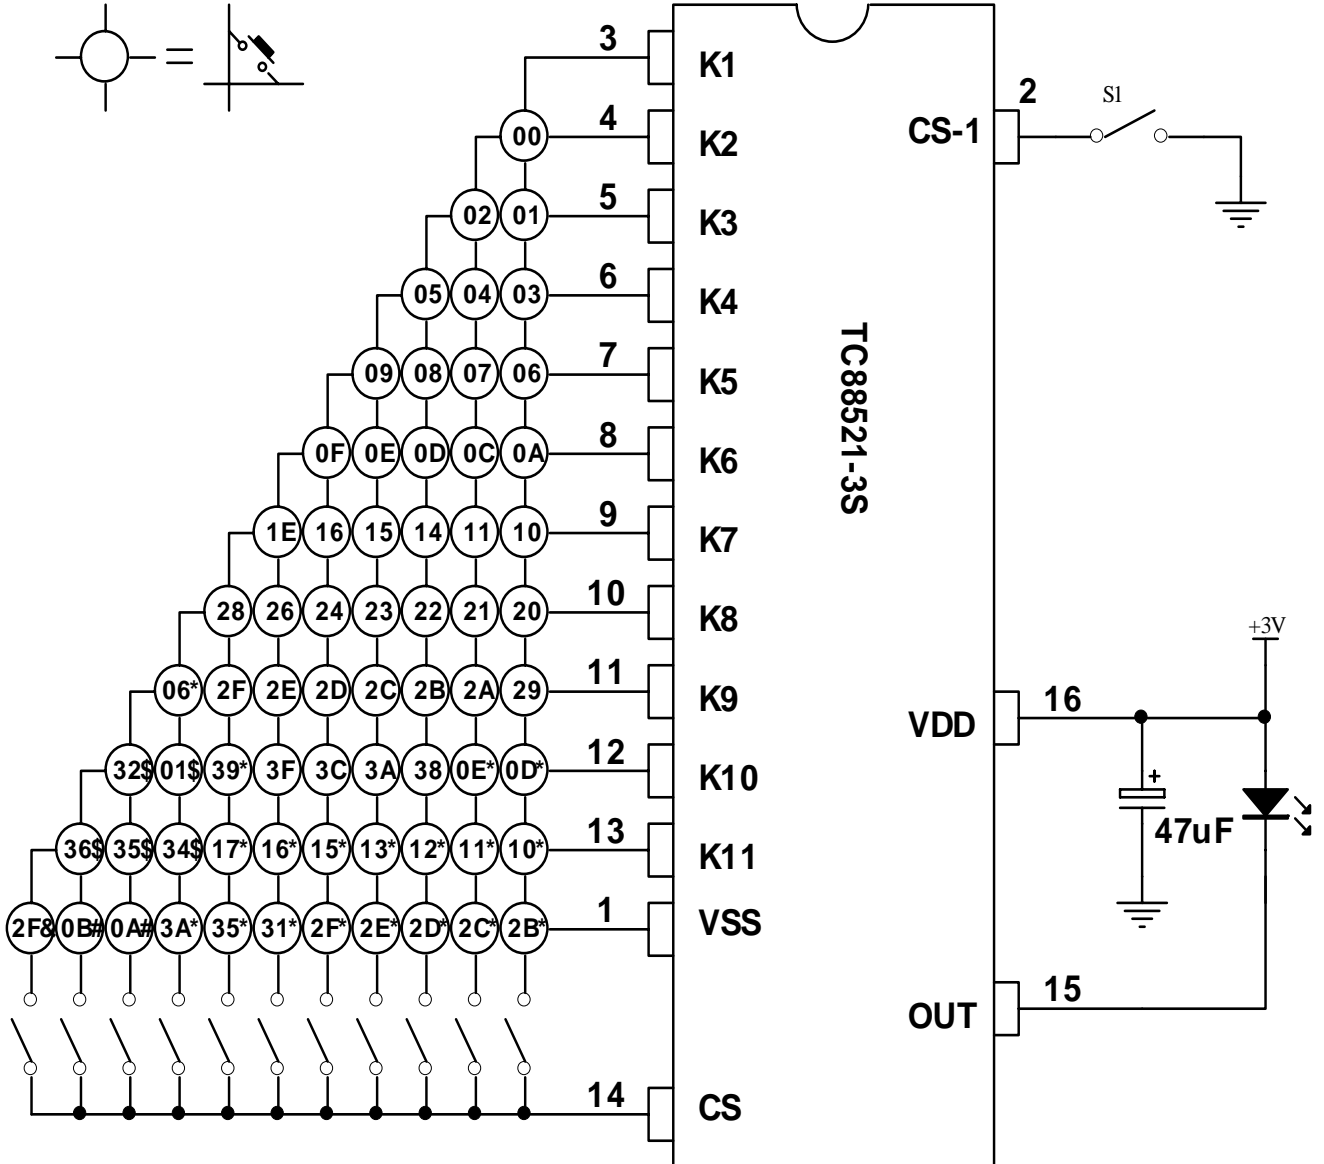 3
K1
2
S1
00
4
K2
CS-1
02 01
5
K3
05 04 03
6
K4
TC88521-3S
09 08 07 06
7
K5
0F 0E 0D 0C 0A
8
K6
1E 16 15 14 11 10
9
K7
28 26 24 23 22 21 20
10
K8
+3V
06* 2F 2E 2D 2C 2B 2A 29
11
K9
16
VDD
32$ 01$ 39* 3F 3C 3A 38 0E* 0D*
12
K10
+
47uF
36$ 35$ 34$ 17* 16* 15* 13* 12* 11* 10*
13
K11
2F& 0B# 0A# 3A* 35* 31* 2F* 2E* 2D* 2C* 2B*
1
VSS
15
OUT
14
CS